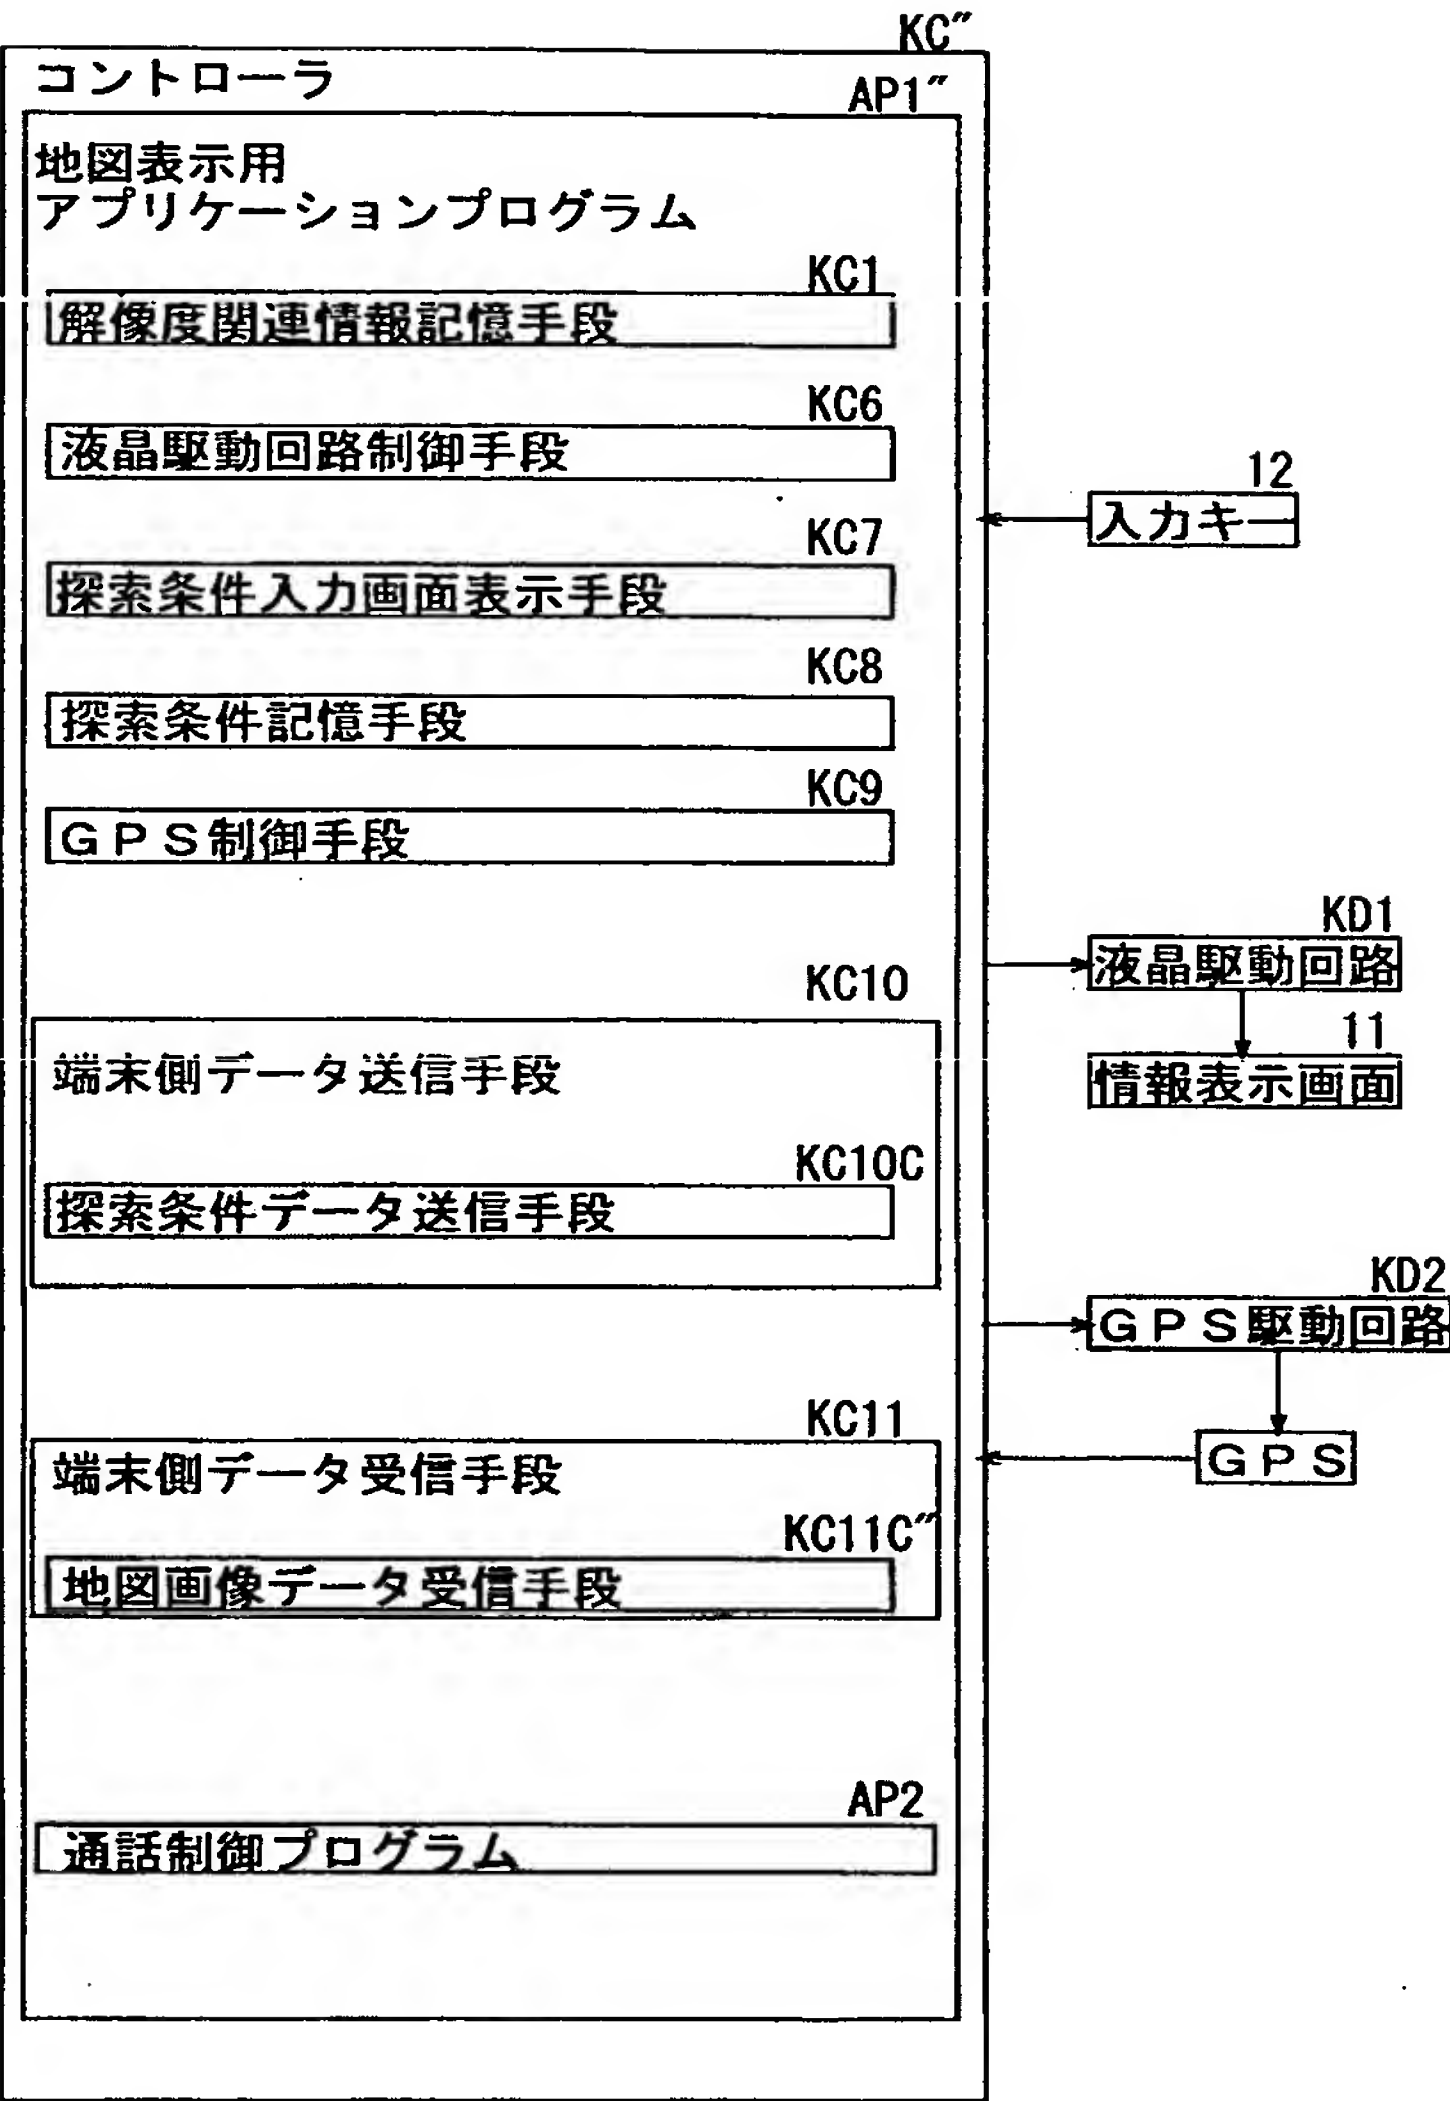 KC″
コントローラ
AP1″
地図表示用
アプリケーションプログラム
KC1
解像度関連情報記憶手段
KC6
液晶駆動回路制御手段
KC7
探索条件入力画面表示手段
KC8
探索条件記憶手段
KC9
GPS制御手段
KC10
端末側データ送信手段
KC10C
探索条件データ送信手段
KC11
端末側データ受信手段
KC11C″
地図画像データ受信手段
AP2
通話制御プログラム
12
入力キー
KD1
液晶駆動回路
11
情報表示画面
KD2
GPS駆動回路
GPS